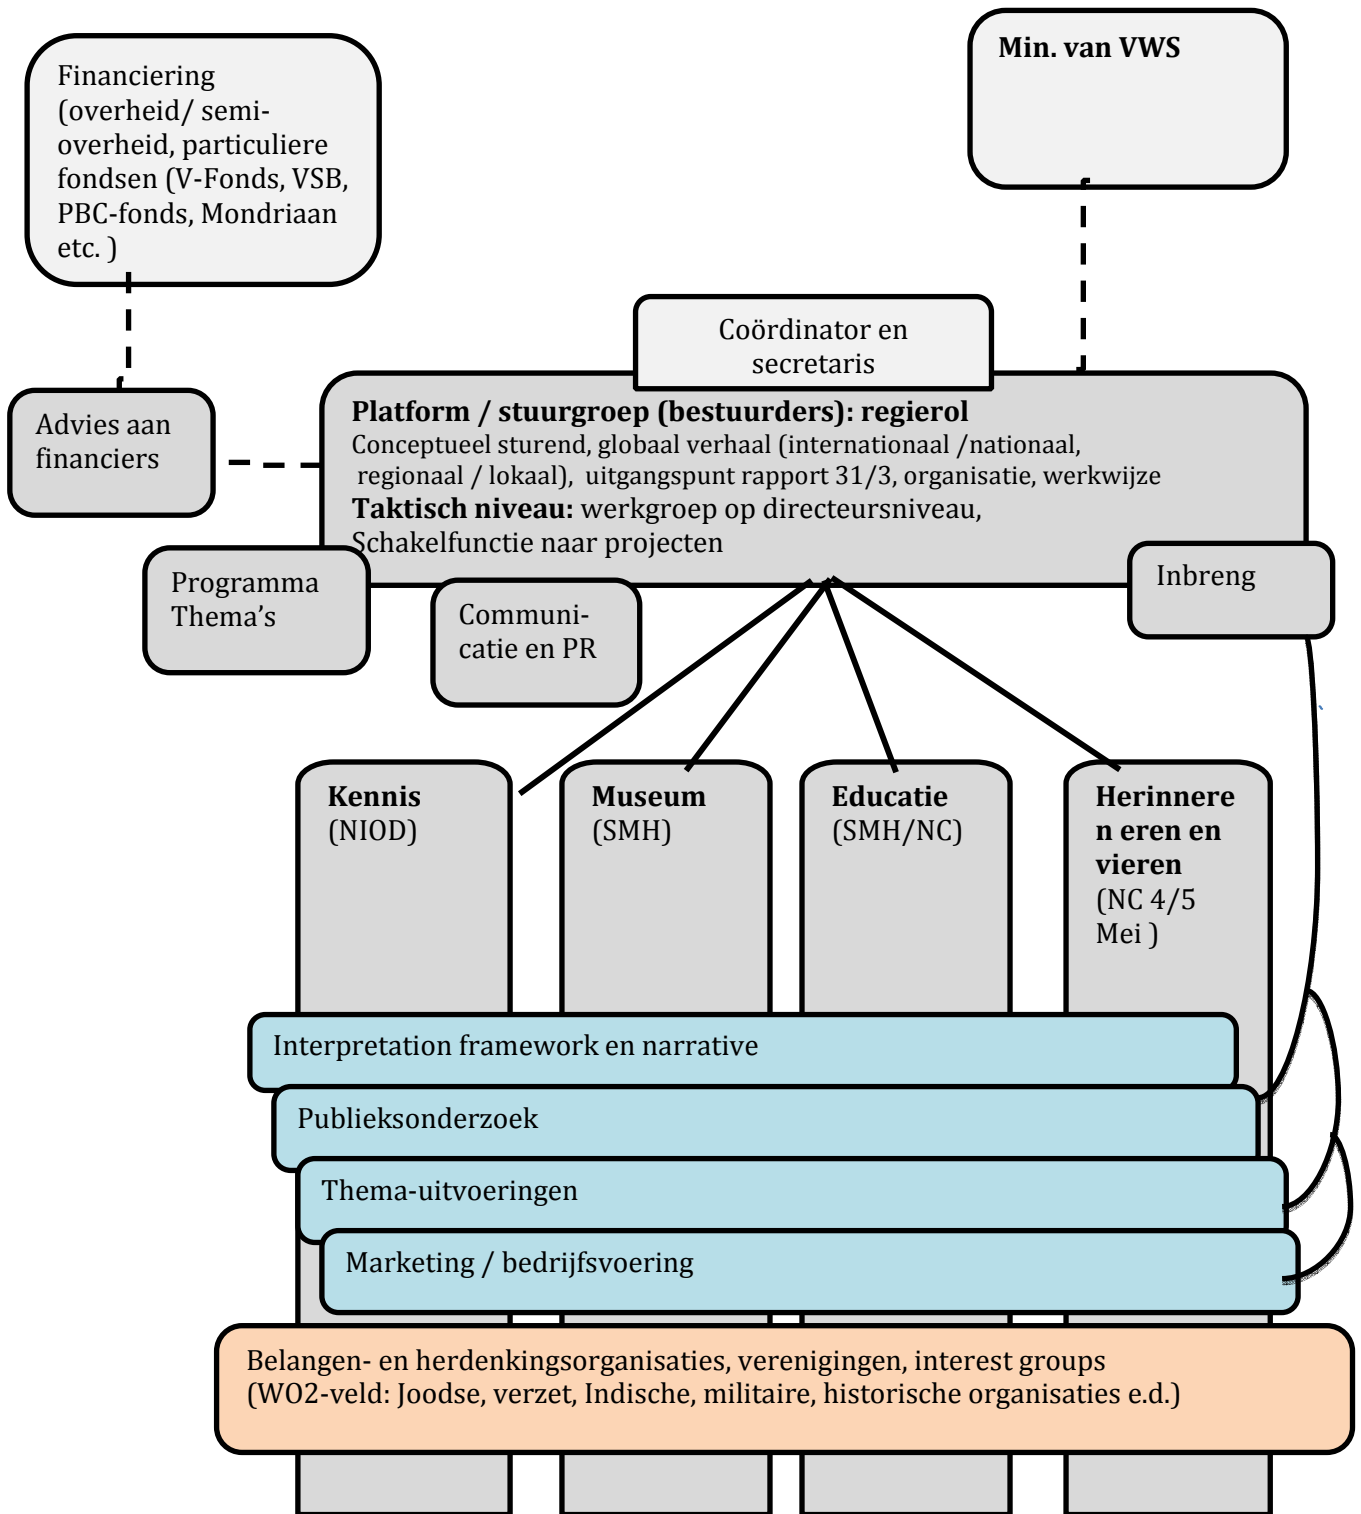 Financiering
(overheid/ semi-
overheid, particuliere
fondsen (V-Fonds, VSB,
PBC-fonds, Mondriaan
etc. )
Min. van VWS
Coördinator en
secretaris
Advies aan
financiers
Platform / stuurgroep (bestuurders): regierol
Conceptueel sturend, globaal verhaal (internationaal /nationaal,
regionaal / lokaal), uitgangspunt rapport 31/3, organisatie, werkwijze
Taktisch niveau: werkgroep op directeursniveau,
Schakelfunctie naar projecten
Programma
Thema's
Communi-
catie en PR
Inbreng
Kennis
(NIOD)
Museum
(SMH)
Educatie
(SMH/NC)
Herinnere
n eren en
vieren
(NC 4/5
Mei )
Interpretation framework en narrative
Publieksonderzoek
Thema-uitvoeringen
Marketing / bedrijfsvoering
Belangen- en herdenkingsorganisaties, verenigingen, interest groups
(WO2-veld: Joodse, verzet, Indische, militaire, historische organisaties e.d.)